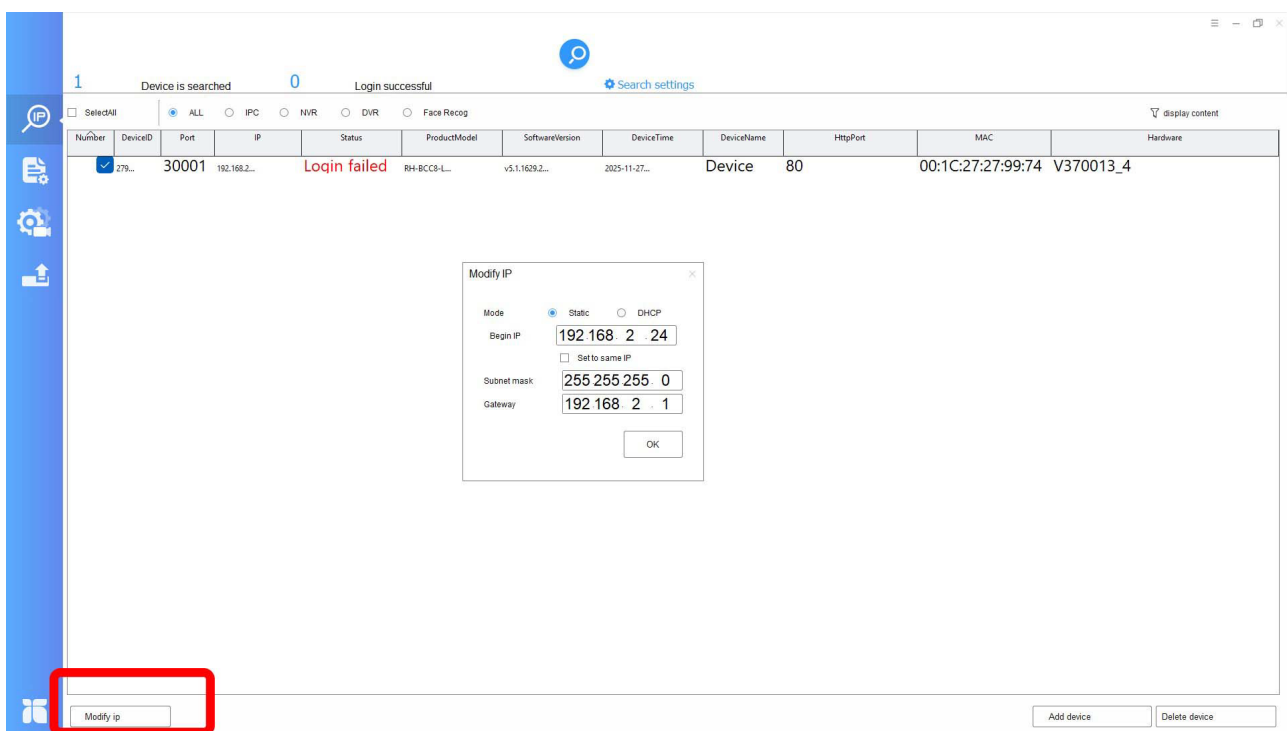 1 Device is searched 0 Login successful Search settings
IP
SelectAll ALL IPC NVR DVR Face Recog display content
Number DeviceID Port IP Status ProductModel SoftwareVersion DeviceTime DeviceName HttpPort MAC Hardware
279... 30001 192.168.2... Login failed RH-BCC8-L... v5.1.1629.2... 2025-11-27... Device 80 00:1C:27:27:99:74 V370013_4
Modify IP
Mode Static DHCP
Begin IP 192.168.2.24
Set to same IP
Subnet mask 255.255.255.0
Gateway 192.168.2.1
OK
Modify ip Add device Delete device